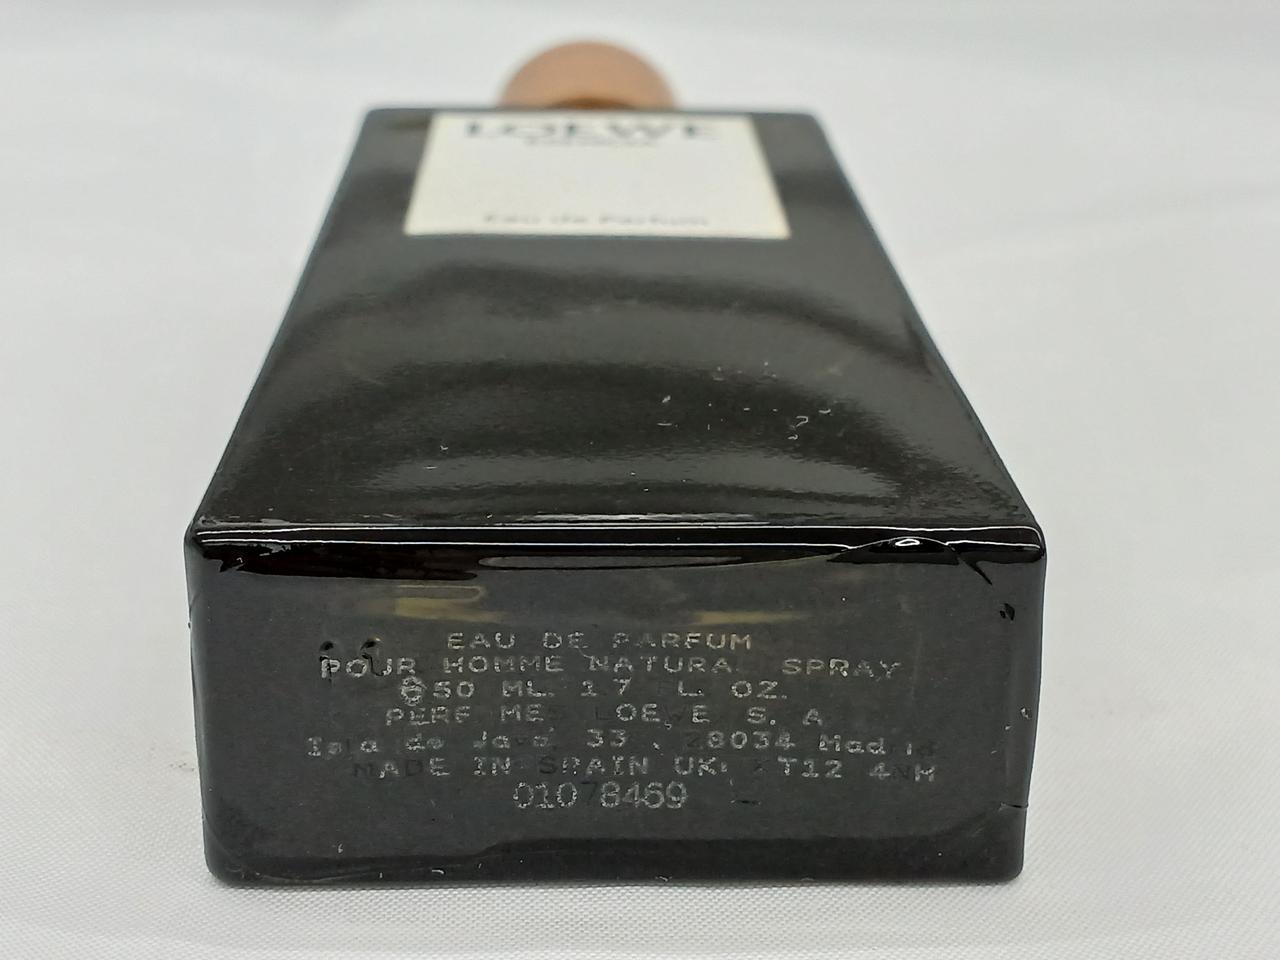 LOEWE
Eau de Parfum
EAU DE PARFUM
POUR HOMME NATURAL SPRAY
50 ML. 1.7 FL. OZ.
PERFUMES LOEWE S. A.
Isla de Java, 33 . 28034 Madrid
MADE IN SPAIN UK: KT12 4NH
01078469